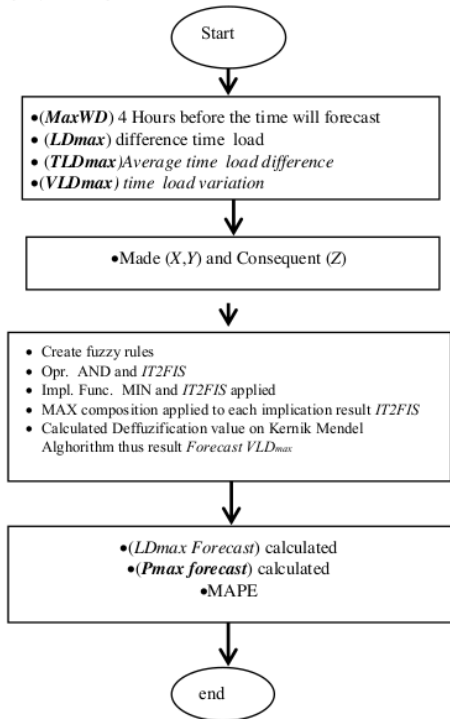 Start
•(MaxWD) 4 Hours before the time will forecast
•(LDmax) difference time load
•(TLDmax)Average time load difference
•(VLDmax) time load variation
•Made (X,Y) and Consequent (Z)
• Create fuzzy rules
• Opr. AND and IT2FIS
• Impl. Func. MIN and IT2FIS applied
• MAX composition applied to each implication result IT2FIS
• Calculated Deffuzification value on Kernik Mendel
Alghorithm thus result Forecast VLDmax
•(LDmax Forecast) calculated
•(Pmax forecast) calculated
•MAPE
end